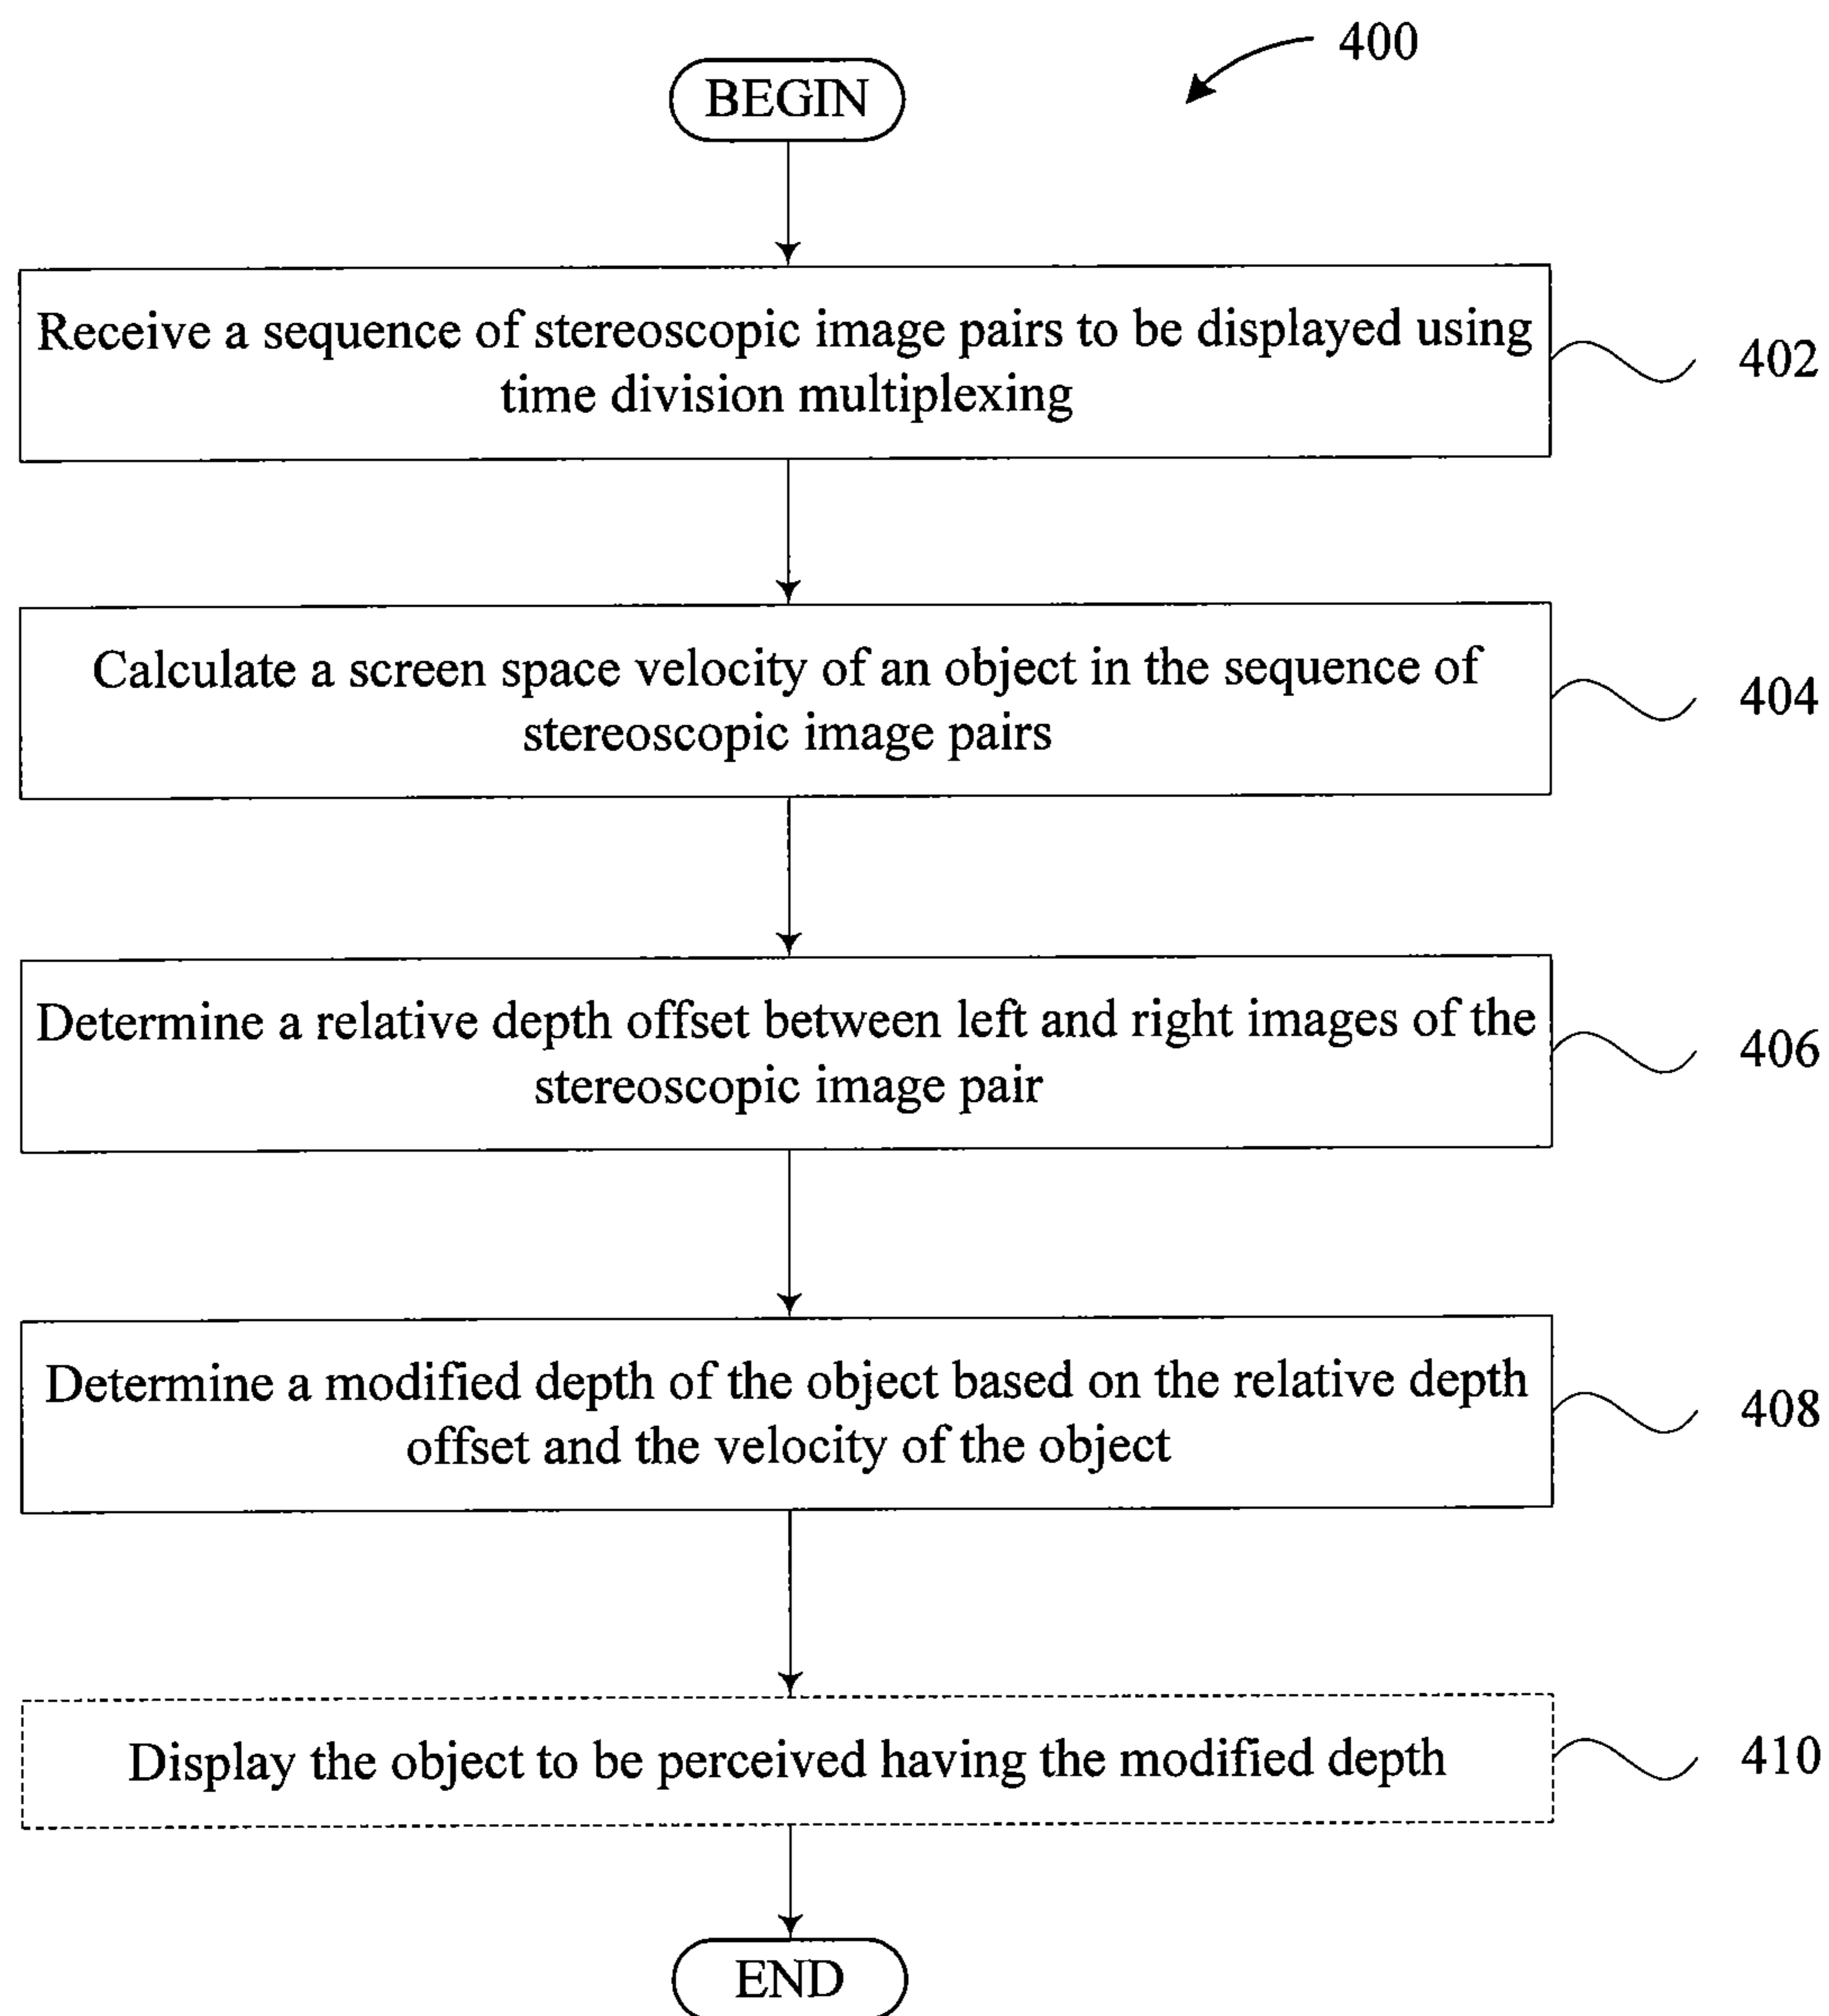 400
BEGIN
Receive a sequence of stereoscopic image pairs to be displayed using
time division multiplexing
402
Calculate a screen space velocity of an object in the sequence of
stereoscopic image pairs
404
Determine a relative depth offset between left and right images of the
stereoscopic image pair
406
Determine a modified depth of the object based on the relative depth
offset and the velocity of the object
408
Display the object to be perceived having the modified depth
410
END